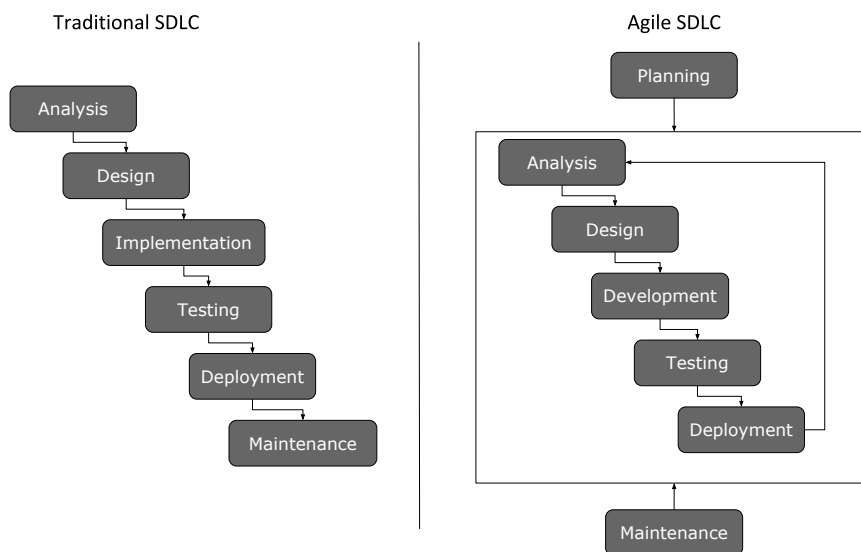 Traditional SDLC
Analysis
Design
Implementation
Testing
Deployment
Maintenance
Agile SDLC
Planning
Analysis
Design
Development
Testing
Deployment
Maintenance